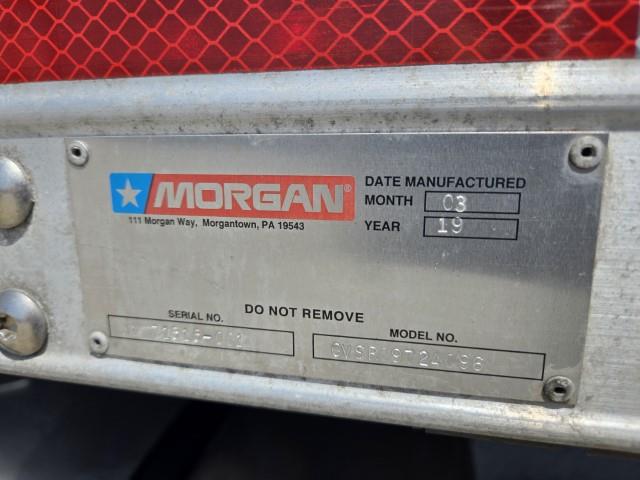 MORGAN®
111 Morgan Way, Morgantown, PA 19543
DATE MANUFACTURED
MONTH 03
YEAR 19
DO NOT REMOVE
SERIAL NO.
MODEL NO.